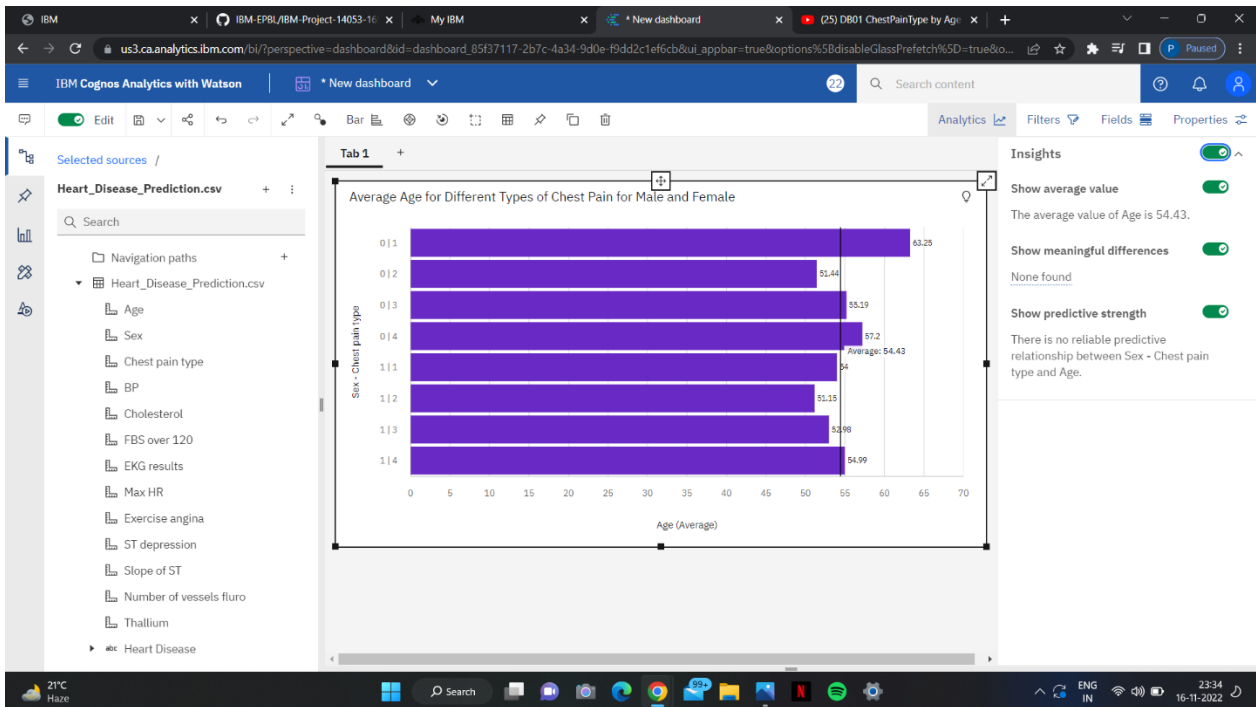 IBM
IBM-EPBL/IBM-Project-14053-16
My IBM
* New dashboard
(25) DB01 ChestPainType by Age
us3.ca.analytics.ibm.com/bi/?perspective=dashboard&id=dashboard_85f37117-2b7c-4a34-9d0e-f9dd2c1ef6cb&ui_appbar=true&options%5BdisableGlassPrefetch%5D=true&o...
P Paused
IBM Cognos Analytics with Watson
* New dashboard
22
Search content
Edit
Bar
Analytics
Filters
Fields
Properties
Selected sources /
Heart_Disease_Prediction.csv
Search
Navigation paths
Heart_Disease_Prediction.csv
Age
Sex
Chest pain type
BP
Cholesterol
FBS over 120
EKG results
Max HR
Exercise angina
ST depression
Slope of ST
Number of vessels fluro
Thallium
abc Heart Disease
Tab 1
Average Age for Different Types of Chest Pain for Male and Female
Sex - Chest pain type
0 | 1 63.25
0 | 2 51.44
0 | 3 55.19
0 | 4 57.2
Average: 54.43
1 | 1 54
1 | 2 51.15
1 | 3 52.98
1 | 4 54.99
0 5 10 15 20 25 30 35 40 45 50 55 60 65 70
Age (Average)
Insights
Show average value
The average value of Age is 54.43.
Show meaningful differences
None found
Show predictive strength
There is no reliable predictive
relationship between Sex - Chest pain
type and Age.
21°C
Haze
Search
99+
N
ENG
IN
23:34
16-11-2022